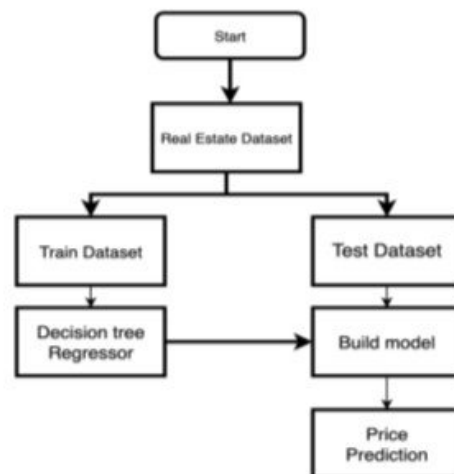 Start
Real Estate Dataset
Train Dataset
Test Dataset
Decision tree
Regressor
Build model
Price
Prediction